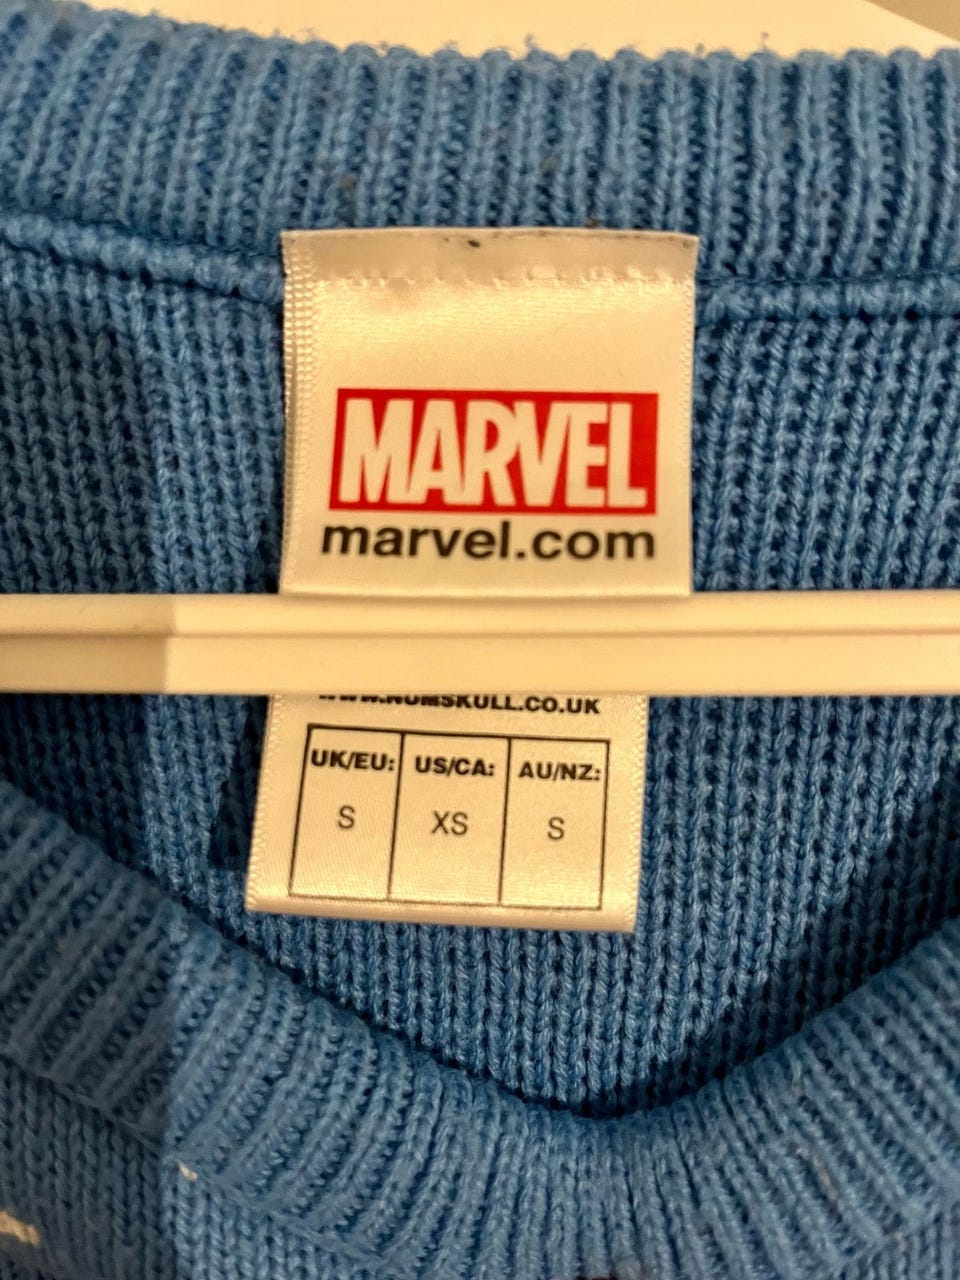 MARVEL
marvel.com
WWW.NUMSKULL.CO.UK
UK/EU: US/CA: AU/NZ:
S XS S